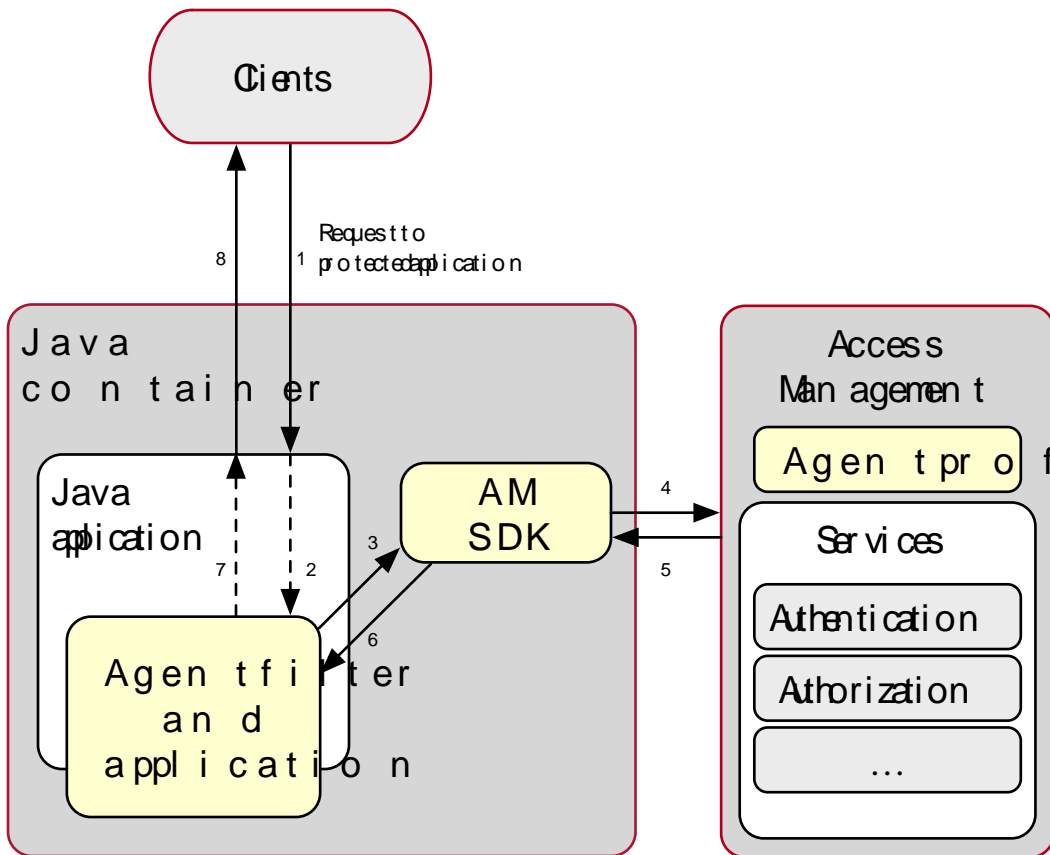 Clients
8
1
Request to
protected application
Java
container
Access
Management
Agent prof
Java
application
AM
SDK
4
5
Services
3
7
2
6
Authentication
Agent filter
and
application
Authorization
...